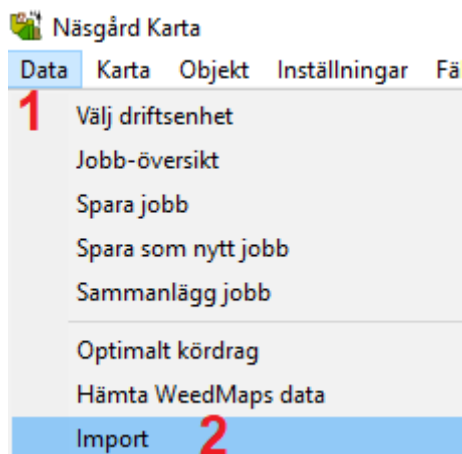 Näsgård Karta
Data Karta Objekt Inställningar Fä
1
Välj driftsenhet
Jobb-översikt
Spara jobb
Spara som nytt jobb
Sammanlägg jobb
Optimalt kördrag
Hämta WeedMaps data
Import 2